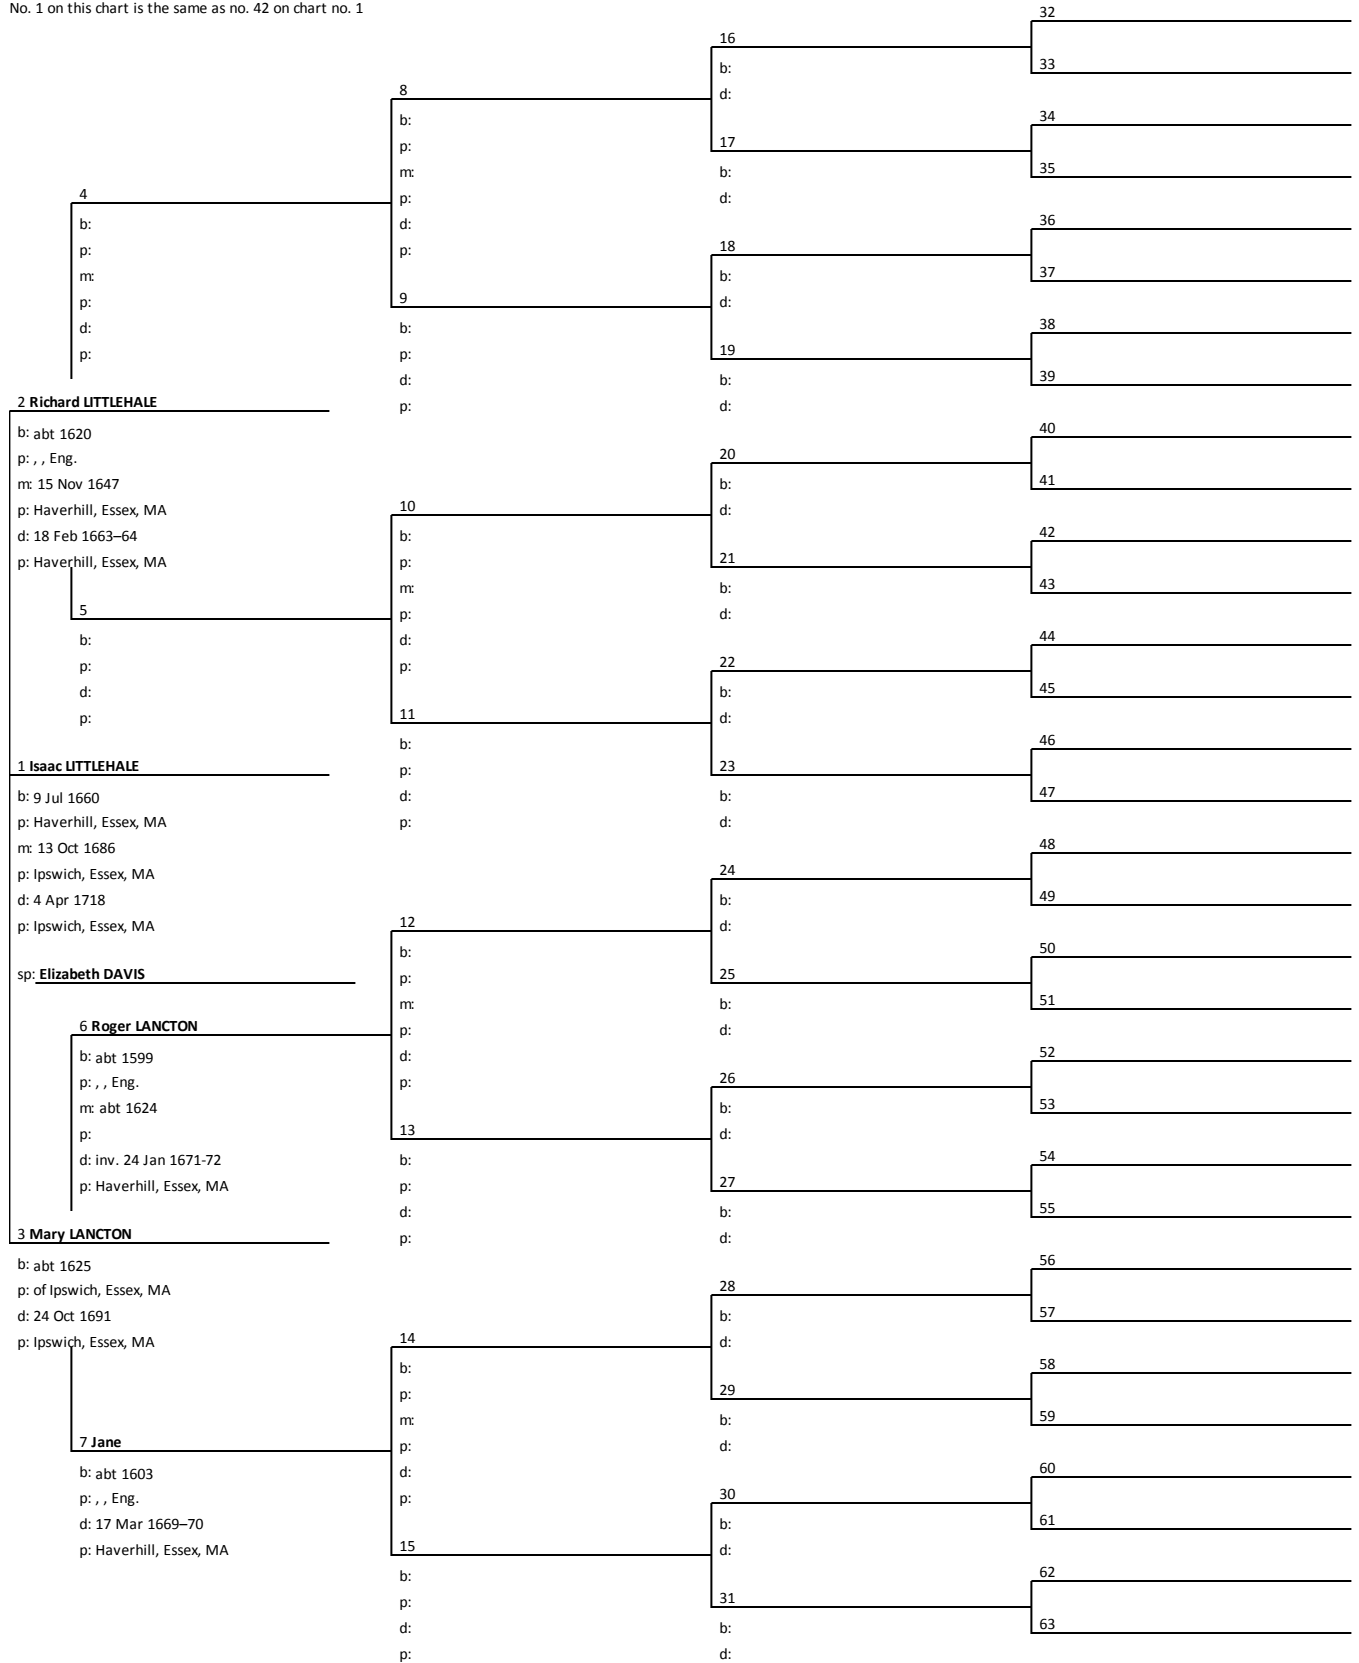 No. 1 on this chart is the same as no. 42 on chart no. 1
4
b:
p:
m:
p:
d:
p:
2 Richard LITTLEHALE
b: abt 1620
p: , , Eng.
m: 15 Nov 1647
p: Haverhill, Essex, MA
d: 18 Feb 1663–64
p: Haverhill, Essex, MA
5
b:
p:
d:
p:
1 Isaac LITTLEHALE
b: 9 Jul 1660
p: Haverhill, Essex, MA
m: 13 Oct 1686
p: Ipswich, Essex, MA
d: 4 Apr 1718
p: Ipswich, Essex, MA
sp: Elizabeth DAVIS
6 Roger LANCTON
b: abt 1599
p: , , Eng.
m: abt 1624
p:
d: inv. 24 Jan 1671-72
p: Haverhill, Essex, MA
3 Mary LANCTON
b: abt 1625
p: of Ipswich, Essex, MA
d: 24 Oct 1691
p: Ipswich, Essex, MA
7 Jane
b: abt 1603
p: , , Eng.
d: 17 Mar 1669–70
p: Haverhill, Essex, MA
8
b:
p:
m:
p:
d:
p:
9
b:
p:
d:
p:
10
b:
p:
m:
p:
d:
p:
11
b:
p:
d:
p:
12
b:
p:
m:
p:
d:
p:
13
b:
p:
d:
p:
14
b:
p:
m:
p:
d:
p:
15
b:
p:
d:
p:
16
b:
d:
17
b:
d:
18
b:
d:
19
b:
d:
20
b:
d:
21
b:
d:
22
b:
d:
23
b:
d:
24
b:
d:
25
b:
d:
26
b:
d:
27
b:
d:
28
b:
d:
29
b:
d:
30
b:
d:
31
b:
d:
32
33
34
35
36
37
38
39
40
41
42
43
44
45
46
47
48
49
50
51
52
53
54
55
56
57
58
59
60
61
62
63